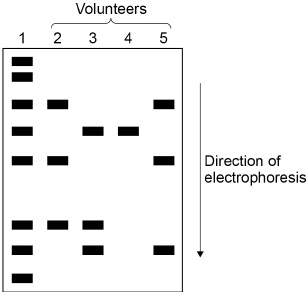 Volunteers
1 2 3 4 5
Direction of
electrophoresis